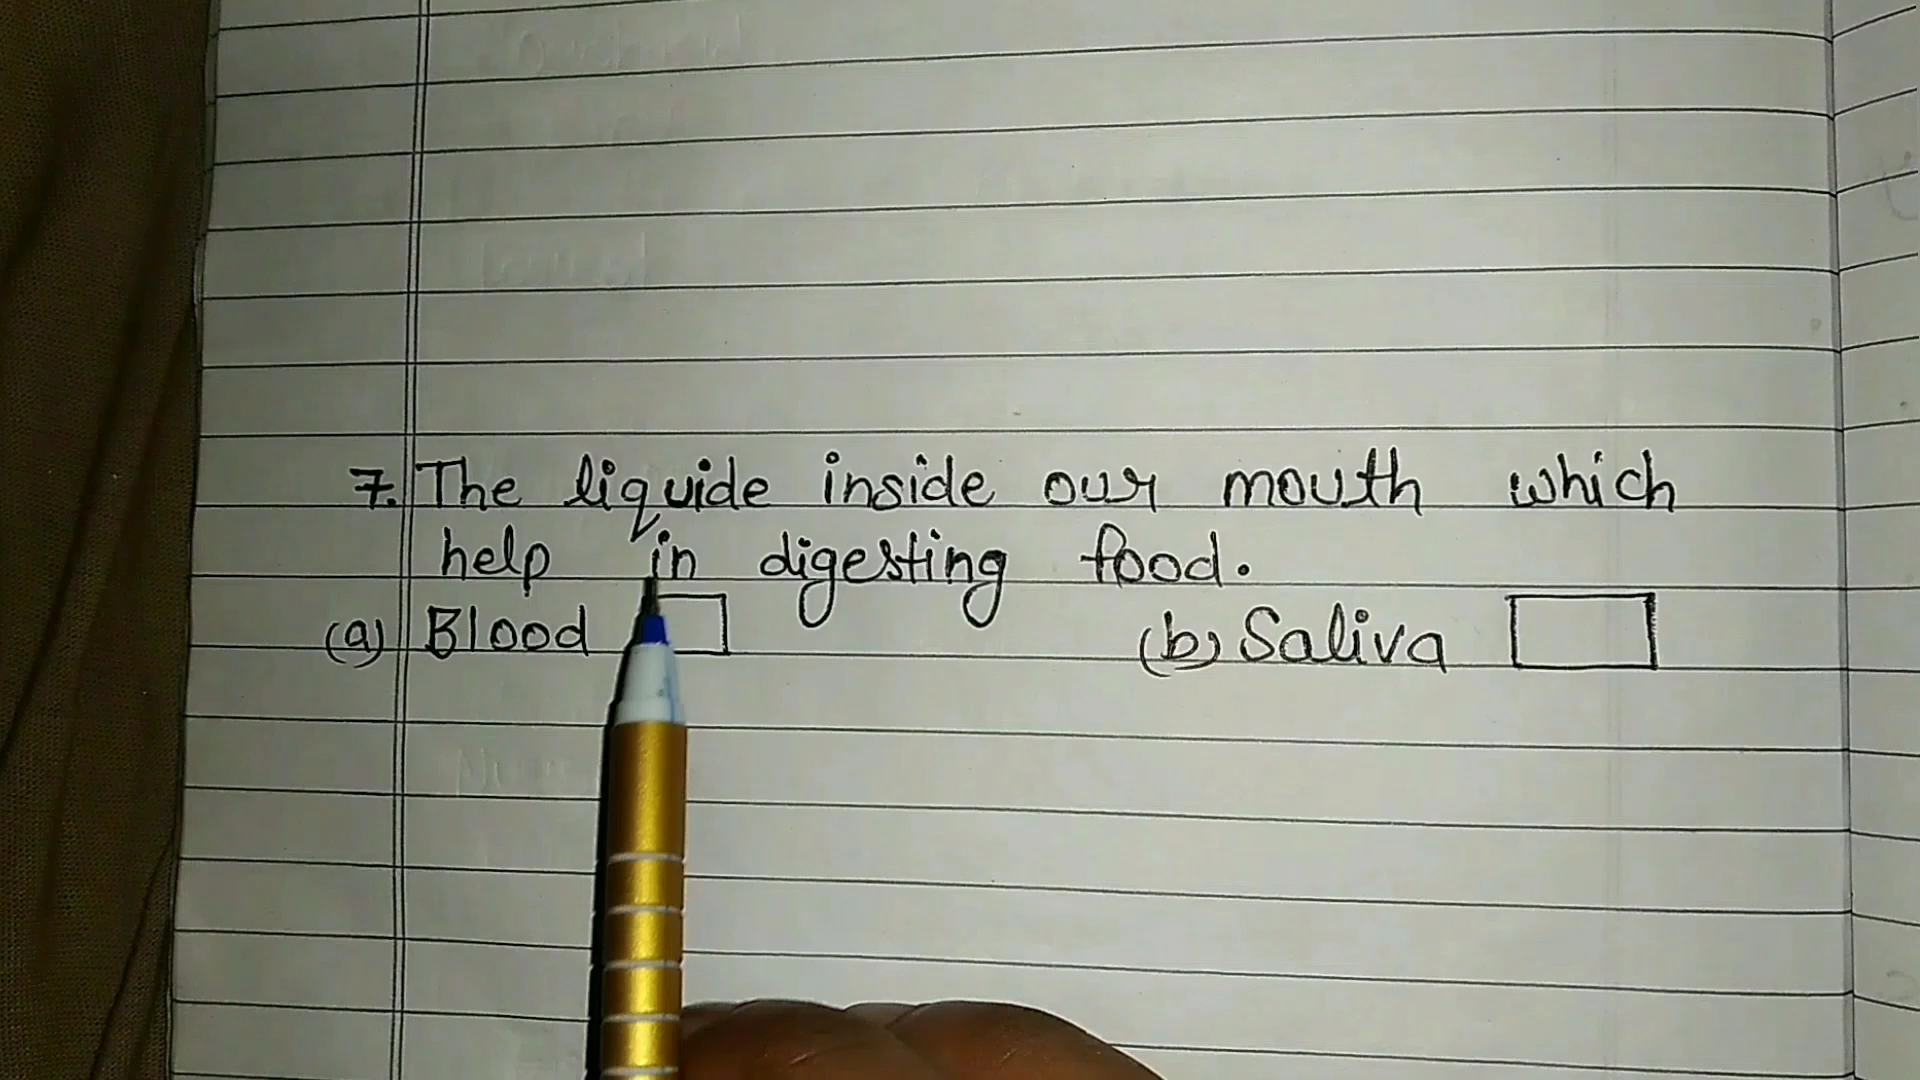 7. The liquide inside our mouth which
help in digesting food.
(a) Blood (b) Saliva